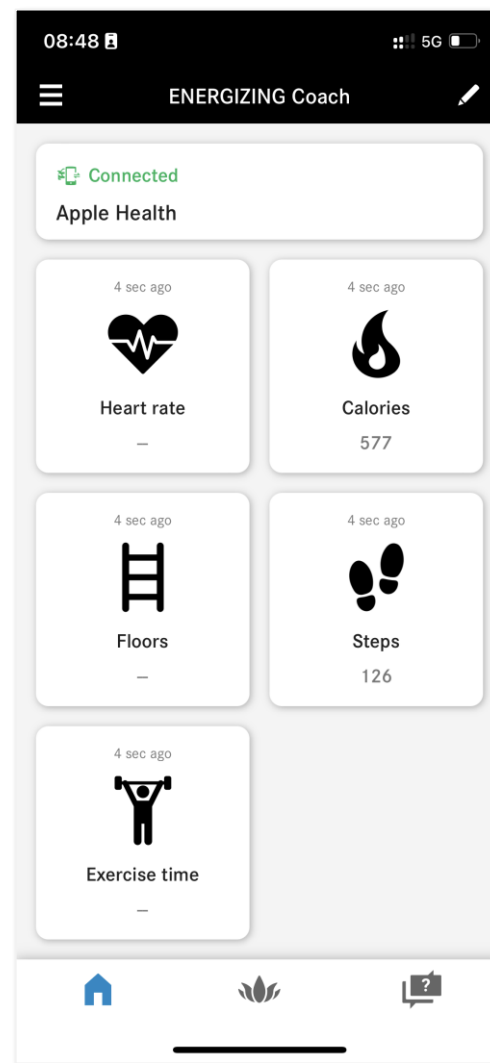 08:48 5G
ENERGIZING Coach
Connected
Apple Health
4 sec ago 4 sec ago
Heart rate Calories
– 577
4 sec ago 4 sec ago
Floors Steps
– 126
4 sec ago
Exercise time
–
?